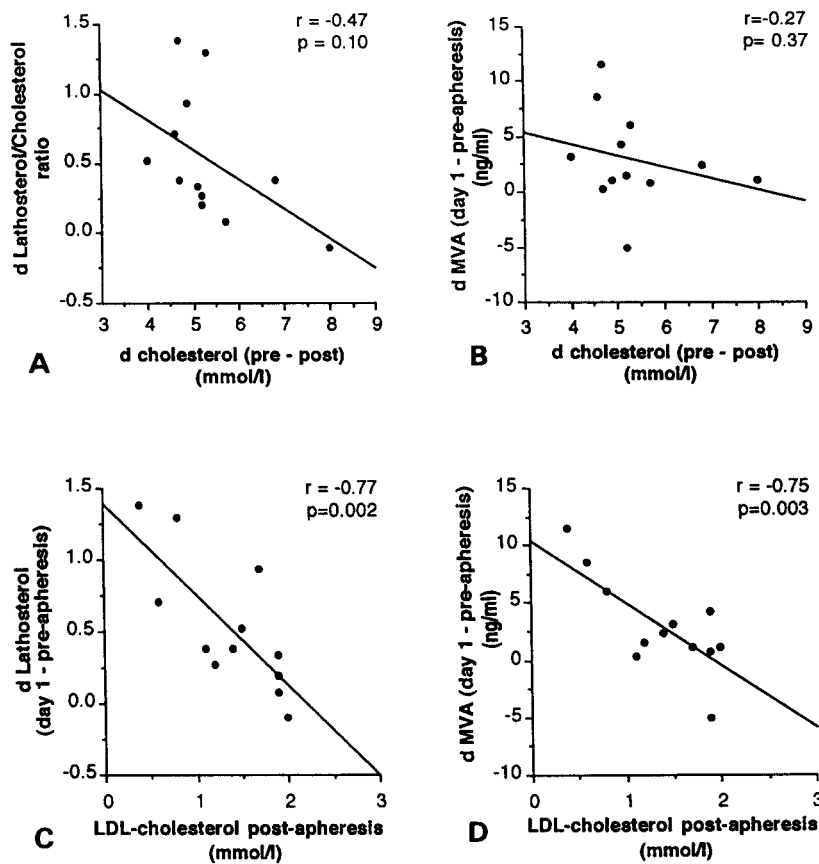 r = -0.47
p = 0.10
d Lathosterol/Cholesterol
ratio
1.5
1.0
0.5
0.0
-0.5
3 4 5 6 7 8 9
d cholesterol (pre - post)
(mmol/l)
A
r=-0.27
p= 0.37
d MVA (day 1 - pre-apheresis)
(ng/ml)
15
10
5
0
-5
-10
3 4 5 6 7 8 9
d cholesterol (pre - post)
(mmol/l)
B
r = -0.77
p=0.002
d Lathosterol
(day 1 - pre-apheresis)
1.5
1.0
0.5
0.0
-0.5
0 1 2 3
LDL-cholesterol post-apheresis
(mmol/l)
C
r = -0.75
p=0.003
d MVA (day 1 - pre-apheresis)
(ng/ml)
15
10
5
0
-5
-10
0 1 2 3
LDL-cholesterol post-apheresis
(mmol/l)
D